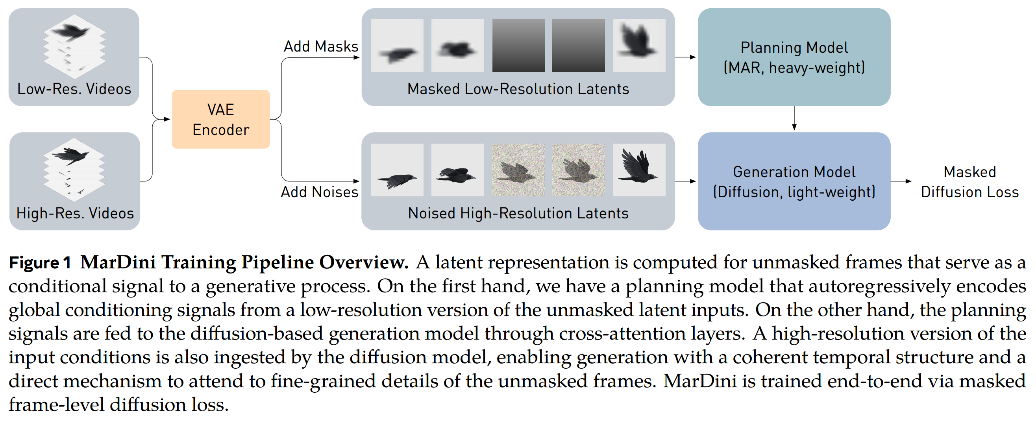 Low-Res. Videos
High-Res. Videos
VAE
Encoder
Add Masks
Add Noises
Masked Low-Resolution Latents
Noised High-Resolution Latents
Planning Model
(MAR, heavy-weight)
Generation Model
(Diffusion, light-weight)
Masked
Diffusion Loss
Figure 1 MarDini Training Pipeline Overview. A latent representation is computed for unmasked frames that serve as a
conditional signal to a generative process. On the first hand, we have a planning model that autoregressively encodes
global conditioning signals from a low-resolution version of the unmasked latent inputs. On the other hand, the planning
signals are fed to the diffusion-based generation model through cross-attention layers. A high-resolution version of the
input conditions is also ingested by the diffusion model, enabling generation with a coherent temporal structure and a
direct mechanism to attend to fine-grained details of the unmasked frames. MarDini is trained end-to-end via masked
frame-level diffusion loss.